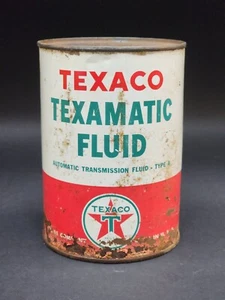 TEXACO
TEXAMATIC
FLUID
AUTOMATIC TRANSMISSION FLUID - TYPE A
TEXACO
T